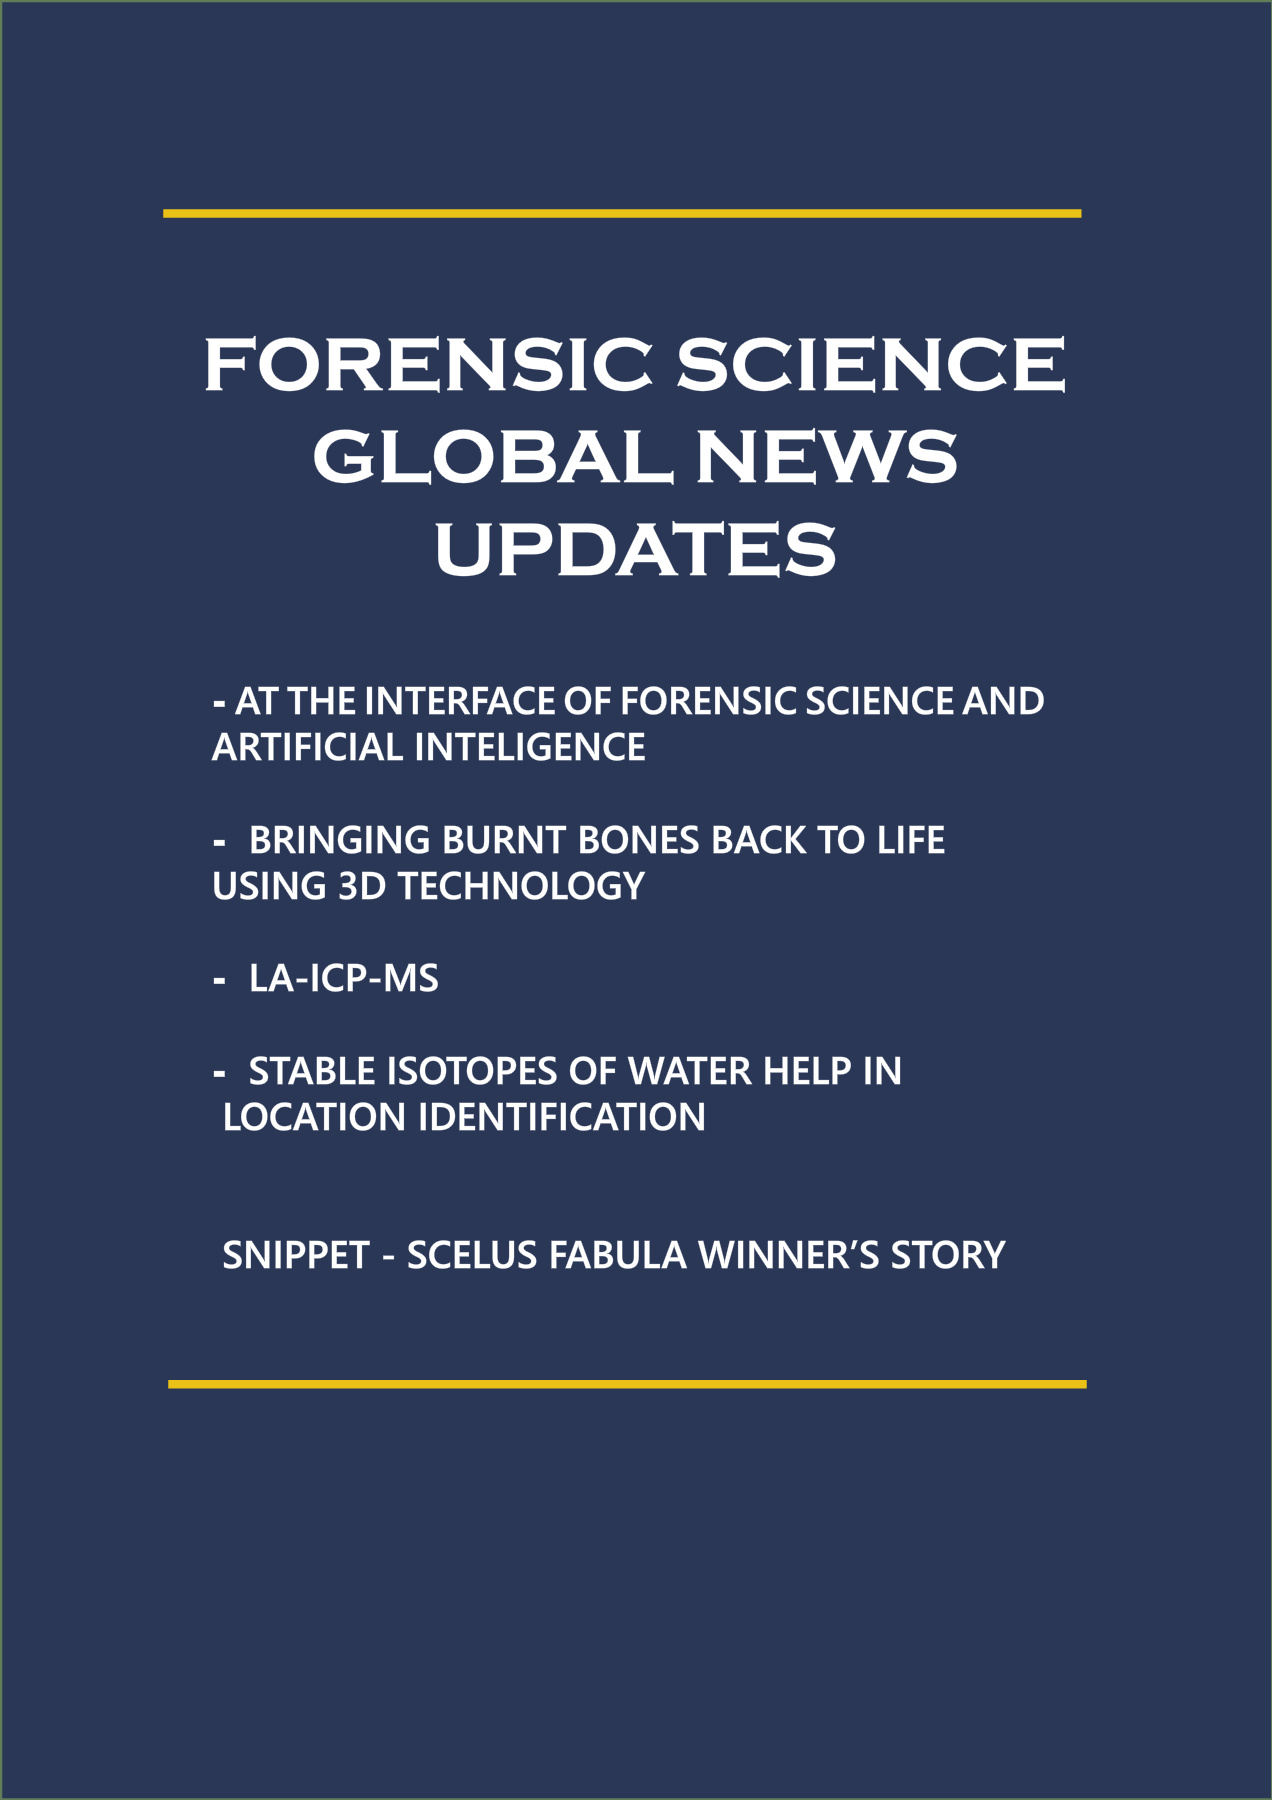 FORENSIC SCIENCE
GLOBAL NEWS
UPDATES
- AT THE INTERFACE OF FORENSIC SCIENCE AND
ARTIFICIAL INTELIGENCE
- BRINGING BURNT BONES BACK TO LIFE
USING 3D TECHNOLOGY
- LA-ICP-MS
- STABLE ISOTOPES OF WATER HELP IN
LOCATION IDENTIFICATION
SNIPPET - SCELUS FABULA WINNER’S STORY